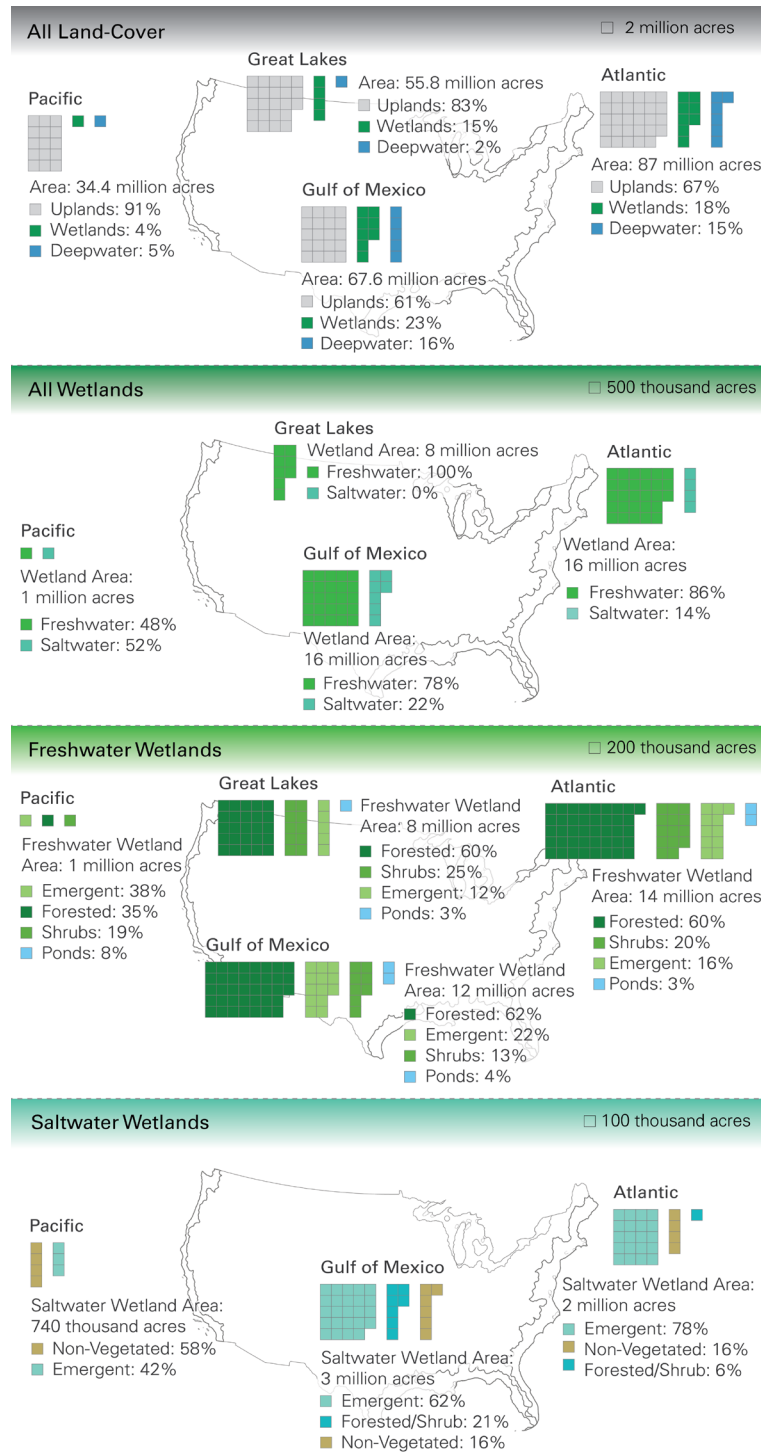 All Land-Cover
2 million acres
Great Lakes
Area: 55.8 million acres
Uplands: 83%
Wetlands: 15%
Deepwater: 2%
Pacific
Area: 34.4 million acres
Uplands: 91%
Wetlands: 4%
Deepwater: 5%
Gulf of Mexico
Area: 67.6 million acres
Uplands: 61%
Wetlands: 23%
Deepwater: 16%
Atlantic
Area: 87 million acres
Uplands: 67%
Wetlands: 18%
Deepwater: 15%
All Wetlands
500 thousand acres
Great Lakes
Wetland Area: 8 million acres
Freshwater: 100%
Saltwater: 0%
Pacific
Wetland Area:
1 million acres
Freshwater: 48%
Saltwater: 52%
Gulf of Mexico
Wetland Area:
16 million acres
Freshwater: 78%
Saltwater: 22%
Atlantic
Wetland Area:
16 million acres
Freshwater: 86%
Saltwater: 14%
Freshwater Wetlands
200 thousand acres
Pacific
Freshwater Wetland
Area: 1 million acres
Emergent: 38%
Forested: 35%
Shrubs: 19%
Ponds: 8%
Great Lakes
Freshwater Wetland
Area: 8 million acres
Forested: 60%
Shrubs: 25%
Emergent: 12%
Ponds: 3%
Atlantic
Freshwater Wetland
Area: 14 million acres
Forested: 60%
Shrubs: 20%
Emergent: 16%
Ponds: 3%
Gulf of Mexico
Freshwater Wetland
Area: 12 million acres
Forested: 62%
Emergent: 22%
Shrubs: 13%
Ponds: 4%
Saltwater Wetlands
100 thousand acres
Pacific
Saltwater Wetland Area:
740 thousand acres
Non-Vegetated: 58%
Emergent: 42%
Gulf of Mexico
Saltwater Wetland Area:
3 million acres
Emergent: 62%
Forested/Shrub: 21%
Non-Vegetated: 16%
Atlantic
Saltwater Wetland Area:
2 million acres
Emergent: 78%
Non-Vegetated: 16%
Forested/Shrub: 6%